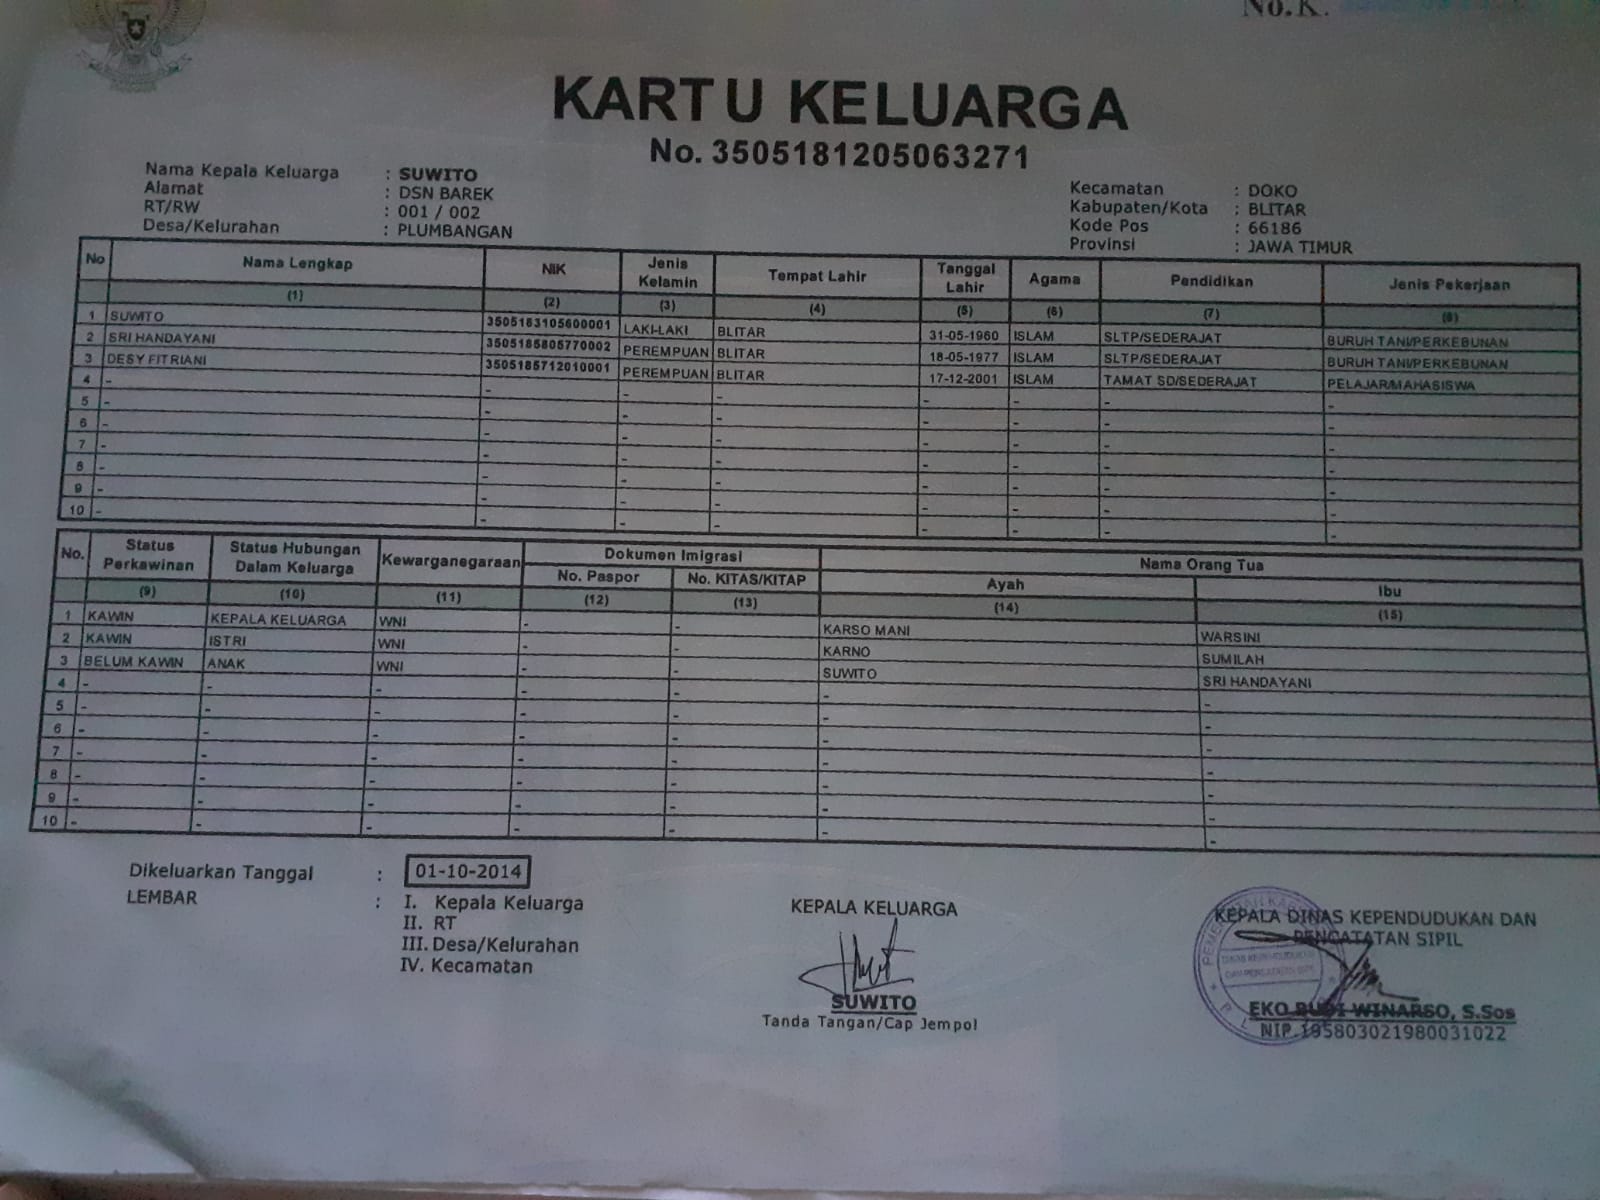 No.K.
KARTU KELUARGA
No. 3505181205063271
Nama Kepala Keluarga : SUWITO
Alamat : DSN BAREK
RT/RW : 001 / 002
Desa/Kelurahan : PLUMBANGAN
Kecamatan : DOKO
Kabupaten/Kota : BLITAR
Kode Pos : 66186
Provinsi : JAWA TIMUR
No Nama Lengkap NIK Jenis Kelamin Tempat Lahir Tanggal Lahir Agama Pendidikan Jenis Pekerjaan
(1) (2) (3) (4) (5) (6) (7) (8)
1 SUWITO 3505183105600001 LAKI-LAKI BLITAR 31-05-1960 ISLAM SLTP/SEDERAJAT BURUH TANI/PERKEBUNAN
2 SRI HANDAYANI 3505185805770002 PEREMPUAN BLITAR 18-05-1977 ISLAM SLTP/SEDERAJAT BURUH TANI/PERKEBUNAN
3 DESY FITRIANI 3505185712010001 PEREMPUAN BLITAR 17-12-2001 ISLAM TAMAT SD/SEDERAJAT PELAJAR/MAHASISWA
4 - - - - - - - -
5 - - - - - - - -
6 - - - - - - - -
7 - - - - - - - -
8 - - - - - - - -
9 - - - - - - - -
10 - - - - - - - -
No. Status Perkawinan Status Hubungan Dalam Keluarga Kewarganegaraan Dokumen Imigrasi Nama Orang Tua
No. Paspor No. KITAS/KITAP Ayah Ibu
(9) (10) (11) (12) (13) (14) (15)
1 KAWIN KEPALA KELUARGA WNI - - KARSO MANI WARSINI
2 KAWIN ISTRI WNI - - KARNO SUMILAH
3 BELUM KAWIN ANAK WNI - - SUWITO SRI HANDAYANI
4 - - - - - - -
5 - - - - - - -
6 - - - - - - -
7 - - - - - - -
8 - - - - - - -
9 - - - - - - -
10 - - - - - - -
Dikeluarkan Tanggal : 01-10-2014
LEMBAR : I. Kepala Keluarga
II. RT
III. Desa/Kelurahan
IV. Kecamatan
KEPALA KELUARGA
SUWITO
Tanda Tangan/Cap Jempol
KEPALA DINAS KEPENDUDUKAN DAN
PENCATATAN SIPIL
EKO BUDI WINARSO, S.Sos
NIP.195803021980031022